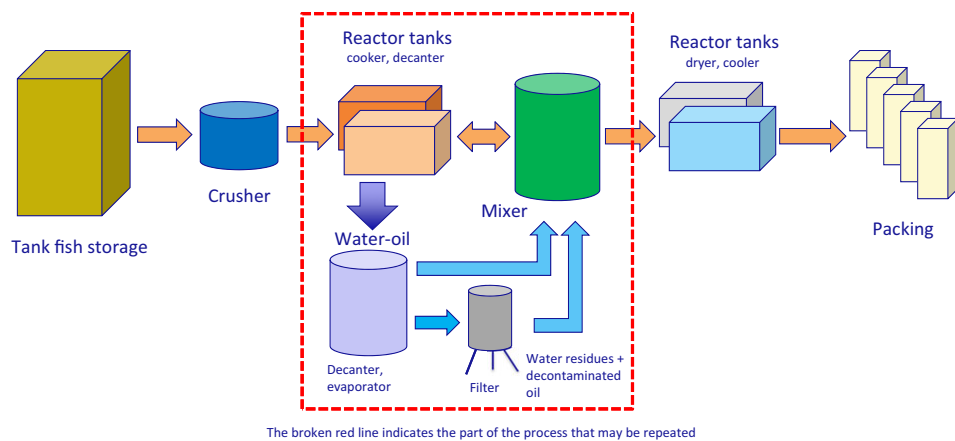 Reactor tanks
cooker, decanter
Reactor tanks
dryer, cooler
Crusher
Mixer
Tank fish storage
Packing
Water-oil
Decanter,
evaporator
Filter
Water residues +
decontaminated
oil
The broken red line indicates the part of the process that may be repeated